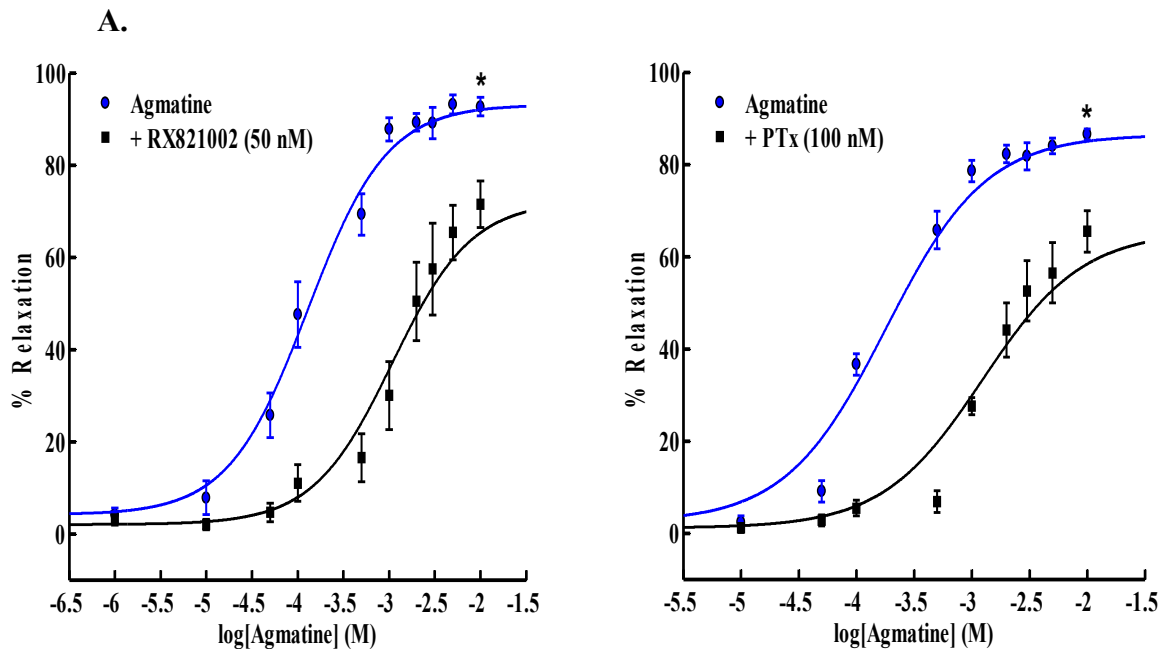 A.
100
80
60
40
20
0
% Relaxation
Agmatine
+ RX821002 (50 nM)
*
-6.5 -6 -5.5 -5 -4.5 -4 -3.5 -3 -2.5 -2 -1.5
log[Agmatine] (M)
100
80
60
40
20
0
% Relaxation
Agmatine
+ PTx (100 nM)
*
-5.5 -5 -4.5 -4 -3.5 -3 -2.5 -2 -1.5
log[Agmatine] (M)